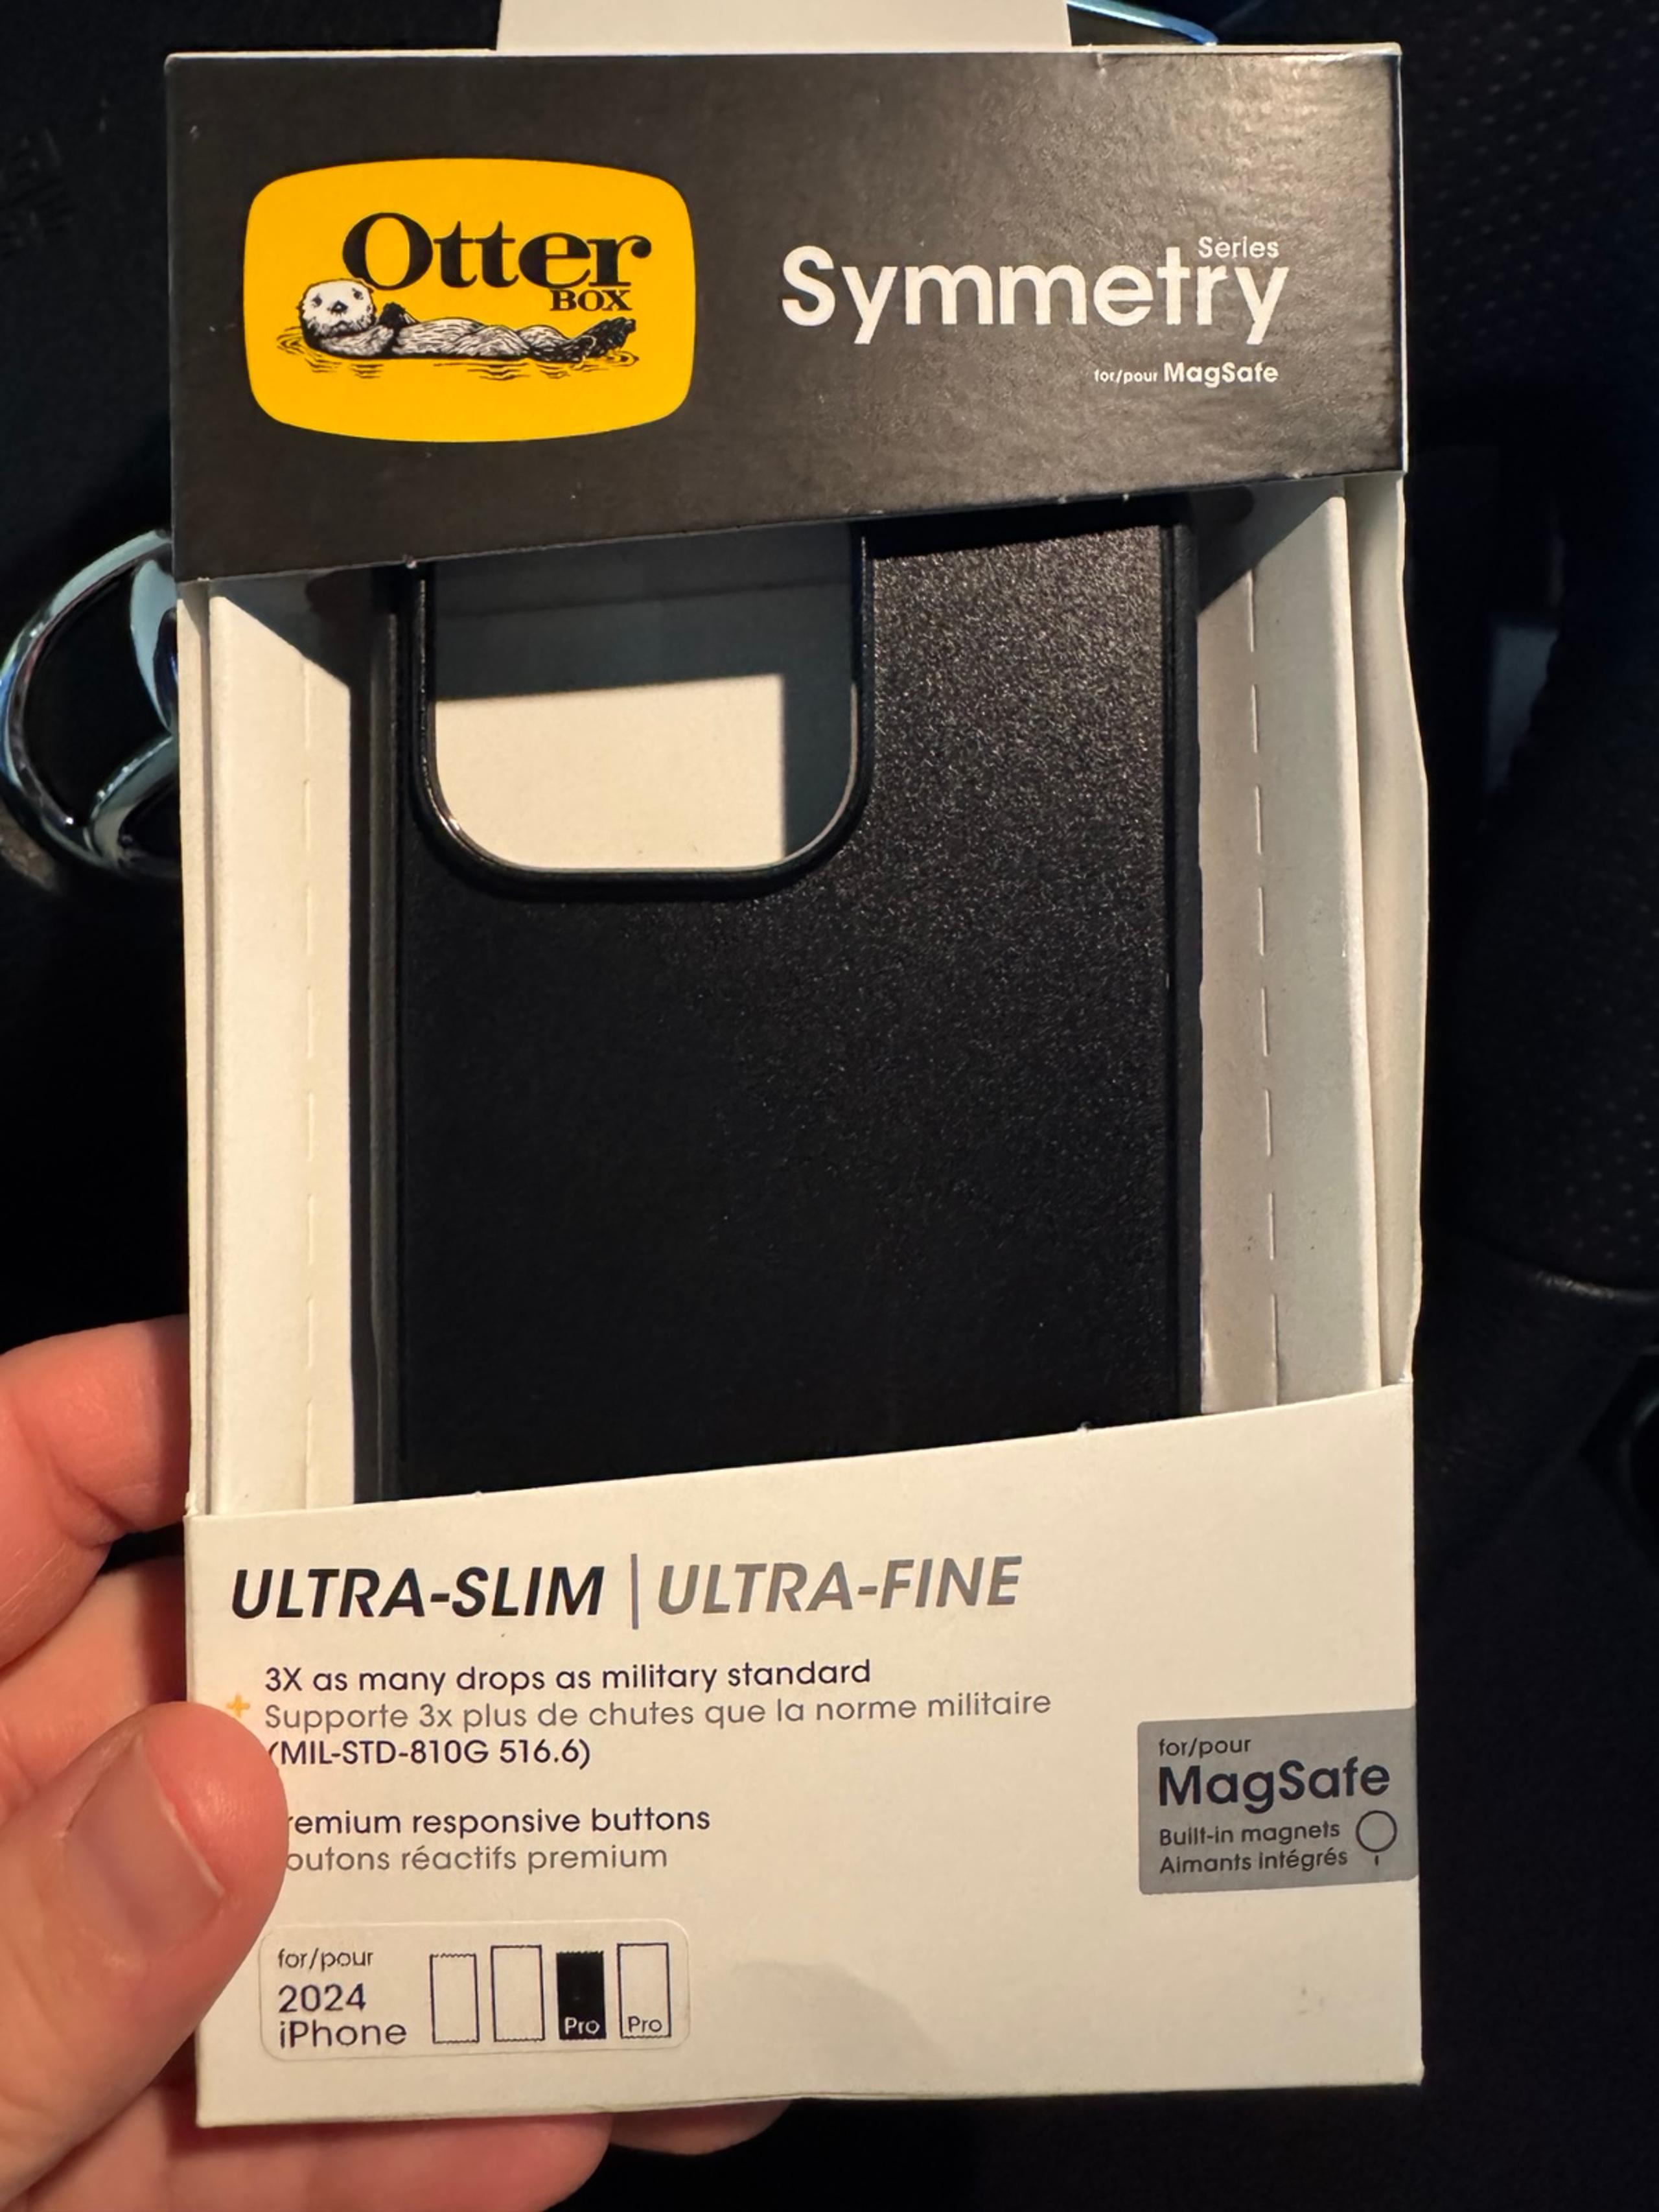 Otter
BOX
Series
Symmetry
for/pour MagSafe
ULTRA-SLIM | ULTRA-FINE
3X as many drops as military standard
Supporte 3x plus de chutes que la norme militaire
(MIL-STD-810G 516.6)
remium responsive buttons
outons réactifs premium
for/pour
MagSafe
Built-in magnets
Aimants intégrés
for/pour
2024
iPhone
Pro
Pro